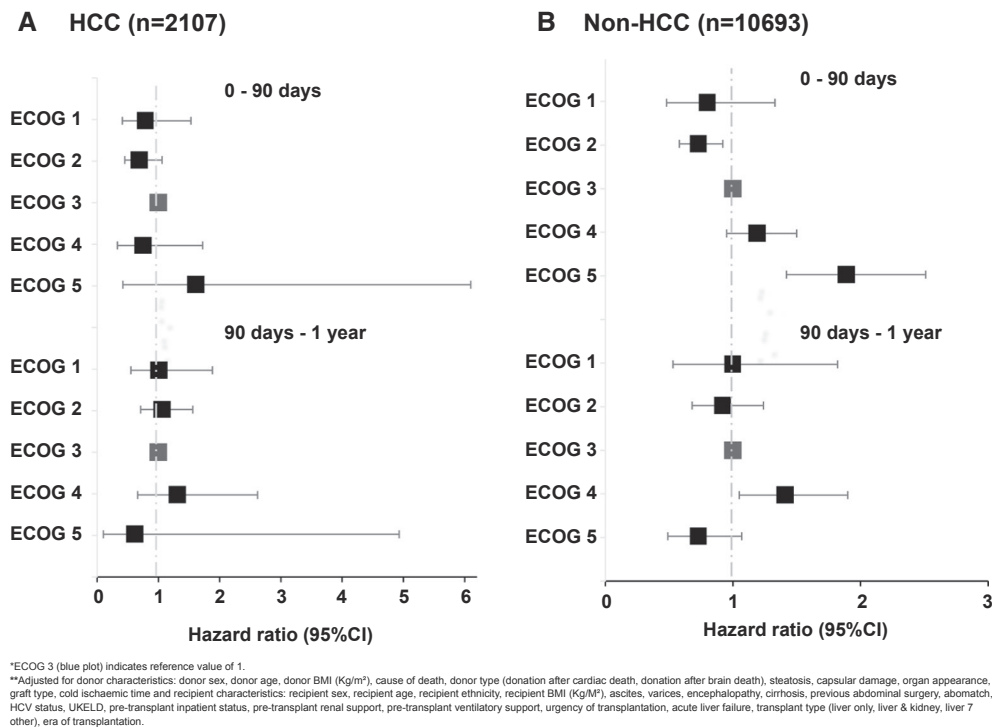 A HCC (n=2107)
0 - 90 days
ECOG 1
ECOG 2
ECOG 3
ECOG 4
ECOG 5
90 days - 1 year
ECOG 1
ECOG 2
ECOG 3
ECOG 4
ECOG 5
0 1 2 3 4 5 6
Hazard ratio (95%CI)
B Non-HCC (n=10693)
0 - 90 days
ECOG 1
ECOG 2
ECOG 3
ECOG 4
ECOG 5
90 days - 1 year
ECOG 1
ECOG 2
ECOG 3
ECOG 4
ECOG 5
0 1 2 3
Hazard ratio (95%CI)
*ECOG 3 (blue plot) indicates reference value of 1.
**Adjusted for donor characteristics: donor sex, donor age, donor BMI (Kg/m²), cause of death, donor type (donation after cardiac death, donation after brain death), steatosis, capsular damage, organ appearance,
graft type, cold ischaemic time and recipient characteristics: recipient sex, recipient age, recipient ethnicity, recipient BMI (Kg/M²), ascites, varices, encephalopathy, cirrhosis, previous abdominal surgery, abomatch,
HCV status, UKELD, pre-transplant inpatient status, pre-transplant renal support, pre-transplant ventilatory support, urgency of transplantation, acute liver failure, transplant type (liver only, liver & kidney, liver 7
other), era of transplantation.